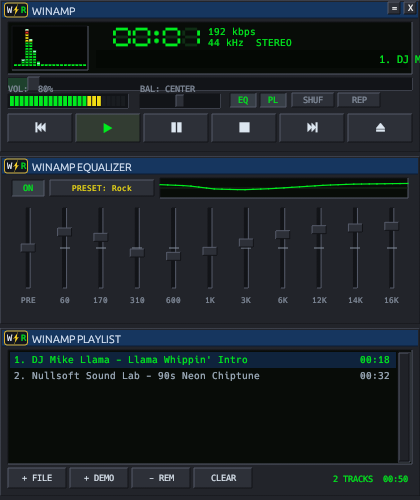 W⚡R WINAMP = X
00:01 192 kbps
44 kHz STEREO
1. DJ M
VOL: 80% BAL: CENTER
EQ PL SHUF REP
W⚡R WINAMP EQUALIZER
ON PRESET: Rock
PRE 60 170 310 600 1K 3K 6K 12K 14K 16K
W⚡R WINAMP PLAYLIST
1. DJ Mike Llama - Llama Whippin' Intro 00:18
2. Nullsoft Sound Lab - 90s Neon Chiptune 00:32
+ FILE + DEMO - REM CLEAR 2 TRACKS 00:50